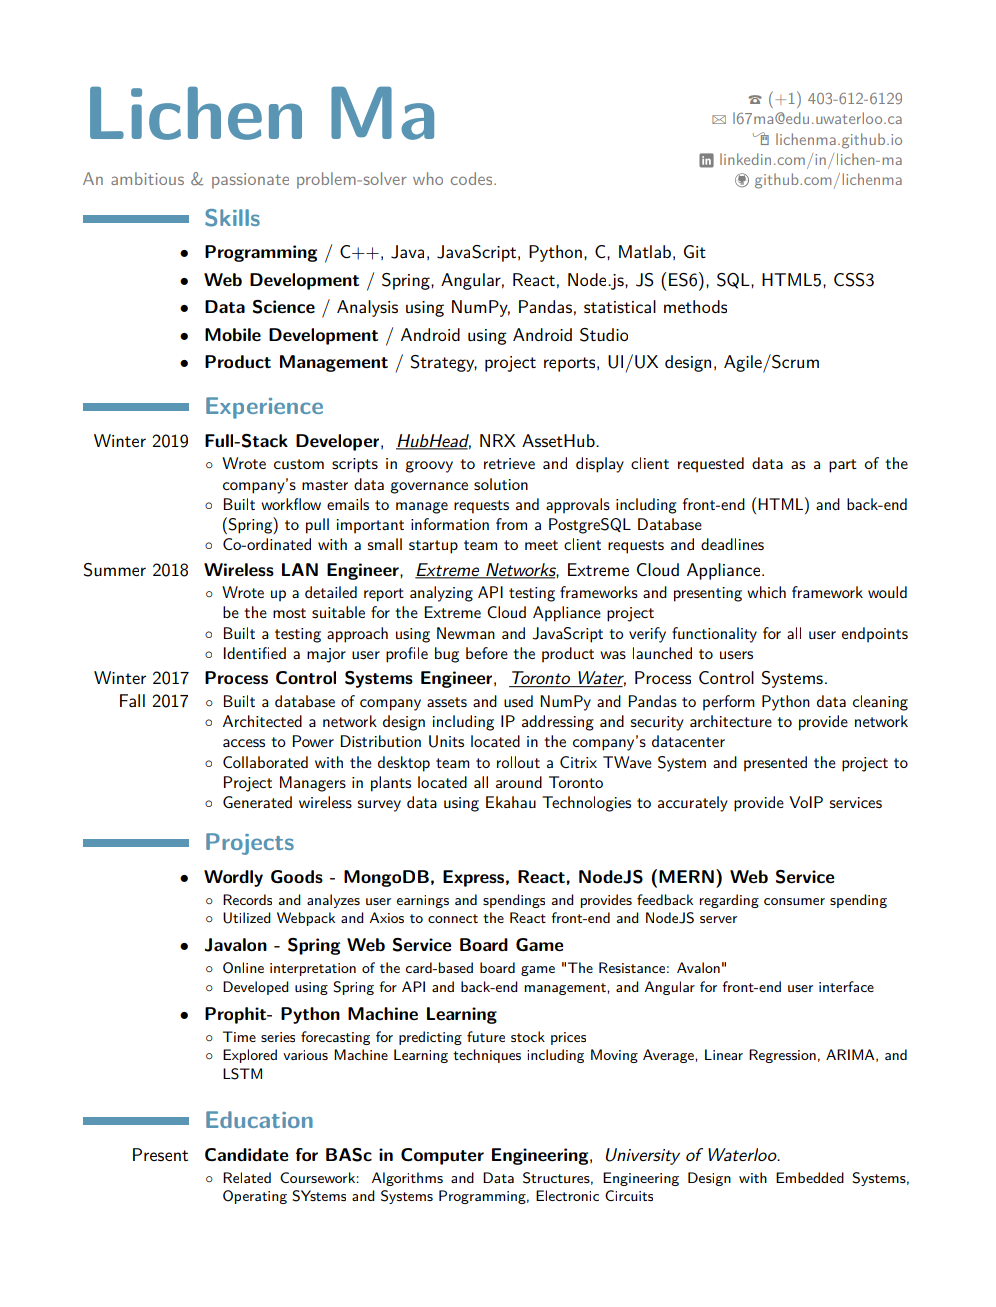 Lichen Ma
An ambitious & passionate problem-solver who codes.
(+1) 403-612-6129
l67ma@edu.uwaterloo.ca
lichenma.github.io
linkedin.com/in/lichen-ma
github.com/lichenma
Skills
• Programming / C++, Java, JavaScript, Python, C, Matlab, Git
• Web Development / Spring, Angular, React, Node.js, JS (ES6), SQL, HTML5, CSS3
• Data Science / Analysis using NumPy, Pandas, statistical methods
• Mobile Development / Android using Android Studio
• Product Management / Strategy, project reports, UI/UX design, Agile/Scrum
Experience
Winter 2019 Full-Stack Developer, HubHead, NRX AssetHub.
◦ Wrote custom scripts in groovy to retrieve and display client requested data as a part of the
company's master data governance solution
◦ Built workflow emails to manage requests and approvals including front-end (HTML) and back-end
(Spring) to pull important information from a PostgreSQL Database
◦ Co-ordinated with a small startup team to meet client requests and deadlines
Summer 2018 Wireless LAN Engineer, Extreme Networks, Extreme Cloud Appliance.
◦ Wrote up a detailed report analyzing API testing frameworks and presenting which framework would
be the most suitable for the Extreme Cloud Appliance project
◦ Built a testing approach using Newman and JavaScript to verify functionality for all user endpoints
◦ Identified a major user profile bug before the product was launched to users
Winter 2017 Process Control Systems Engineer, Toronto Water, Process Control Systems.
Fall 2017 ◦ Built a database of company assets and used NumPy and Pandas to perform Python data cleaning
◦ Architected a network design including IP addressing and security architecture to provide network
access to Power Distribution Units located in the company's datacenter
◦ Collaborated with the desktop team to rollout a Citrix TWave System and presented the project to
Project Managers in plants located all around Toronto
◦ Generated wireless survey data using Ekahau Technologies to accurately provide VoIP services
Projects
• Wordly Goods - MongoDB, Express, React, NodeJS (MERN) Web Service
◦ Records and analyzes user earnings and spendings and provides feedback regarding consumer spending
◦ Utilized Webpack and Axios to connect the React front-end and NodeJS server
• Javalon - Spring Web Service Board Game
◦ Online interpretation of the card-based board game "The Resistance: Avalon"
◦ Developed using Spring for API and back-end management, and Angular for front-end user interface
• Prophit- Python Machine Learning
◦ Time series forecasting for predicting future stock prices
◦ Explored various Machine Learning techniques including Moving Average, Linear Regression, ARIMA, and
LSTM
Education
Present Candidate for BASc in Computer Engineering, University of Waterloo.
◦ Related Coursework: Algorithms and Data Structures, Engineering Design with Embedded Systems,
Operating SYstems and Systems Programming, Electronic Circuits